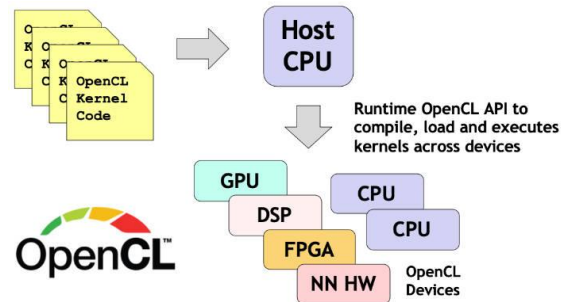 OpenCL
Kernel
Code
Host
CPU
Runtime OpenCL API to
compile, load and executes
kernels across devices
GPU
DSP
FPGA
NN HW
CPU
CPU
OpenCL
Devices
OpenCL™